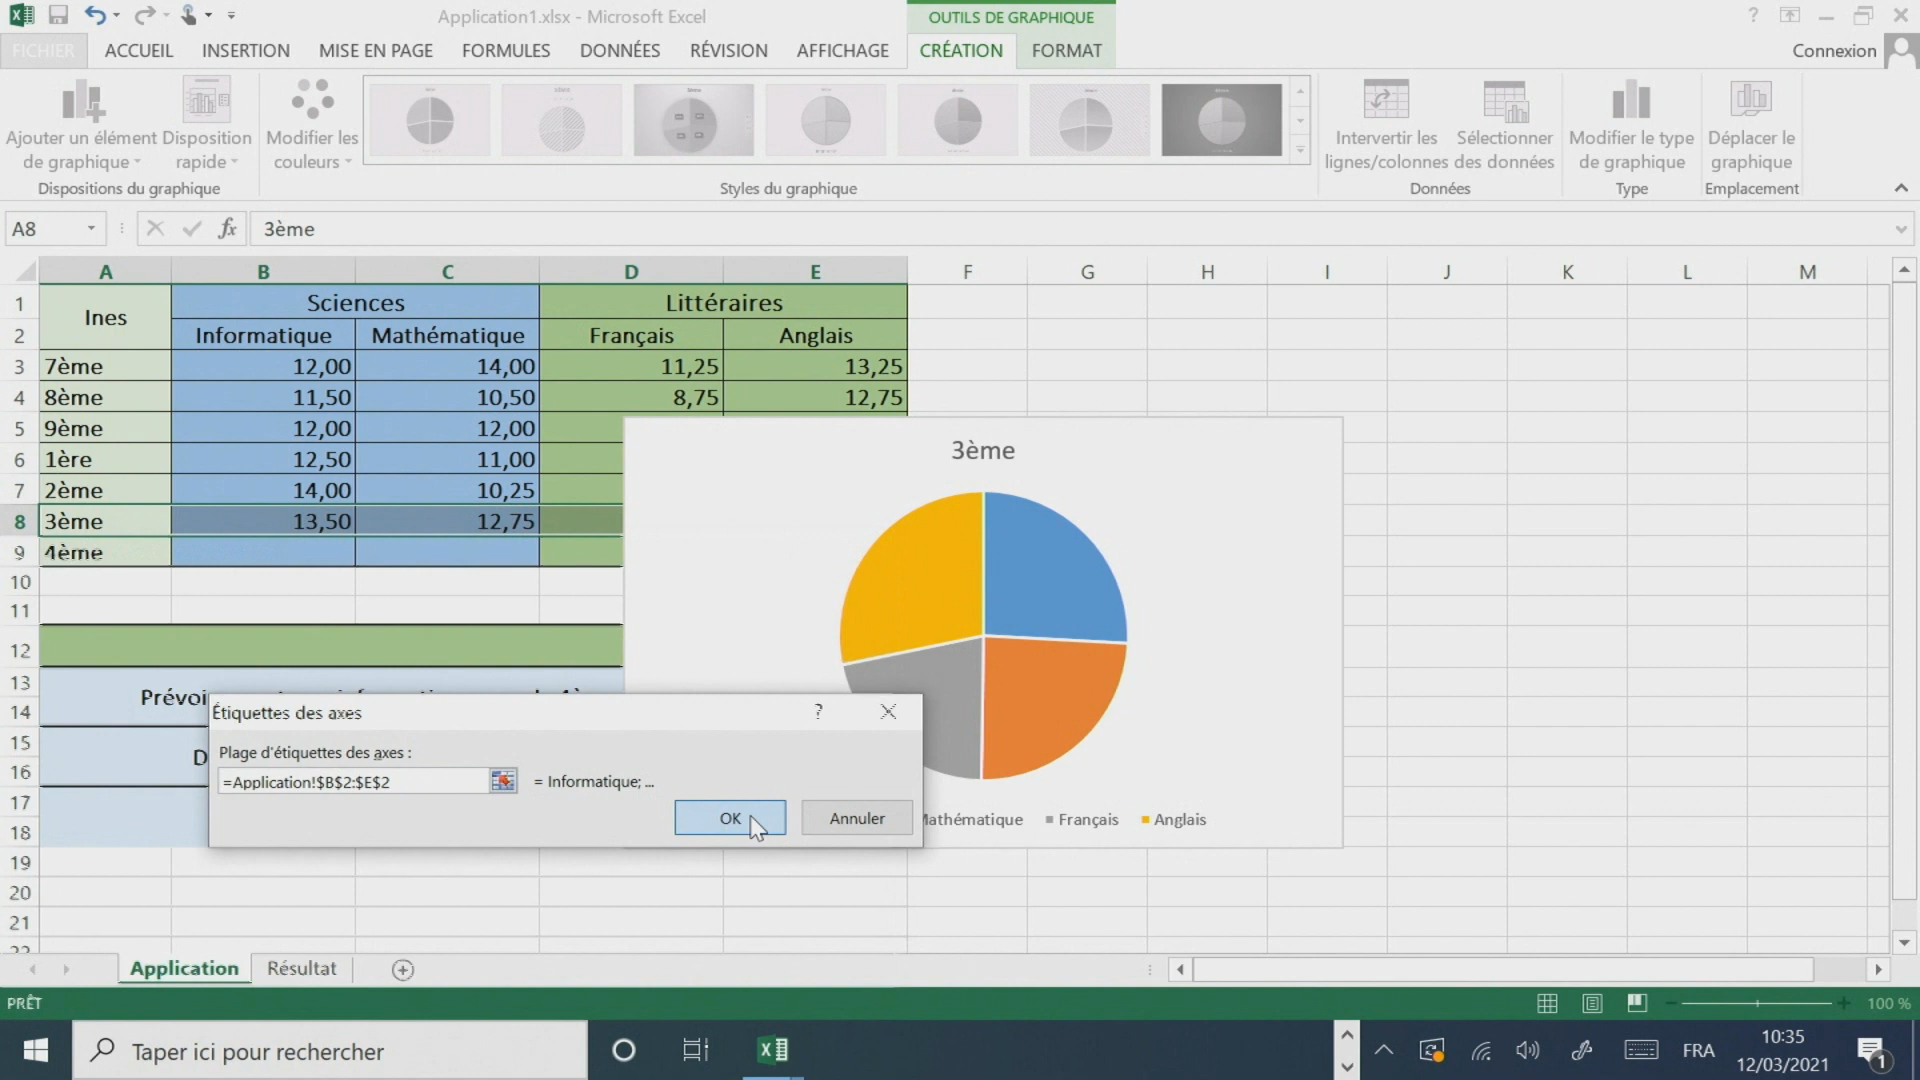 Application1.xlsx - Microsoft Excel
OUTILS DE GRAPHIQUE
?
FICHIER ACCUEIL INSERTION MISE EN PAGE FORMULES DONNÉES RÉVISION AFFICHAGE CRÉATION FORMAT Connexion
Ajouter un élément de graphique
Disposition rapide
Modifier les couleurs
Intervertir les lignes/colonnes
Sélectionner des données
Modifier le type de graphique
Déplacer le graphique
Dispositions du graphique Styles du graphique Données Type Emplacement
A8 fx 3ème
A B C D E F G H I J K L M
1 Ines Sciences Littéraires
2 Informatique Mathématique Français Anglais
3 7ème 12,00 14,00 11,25 13,25
4 8ème 11,50 10,50 8,75 12,75
5 9ème 12,00 12,00
6 1ère 12,50 11,00
7 2ème 14,00 10,25
8 3ème 13,50 12,75
9 4ème
10
11
12
13
14
15
16
17
18
19
20
21
22
3ème
Mathématique Français Anglais
Étiquettes des axes ?
Plage d'étiquettes des axes :
=Application!$B$2:$E$2 = Informatique; ...
OK Annuler
Application Résultat
PRÊT 100 %
Taper ici pour rechercher FRA 10:35
12/03/2021
1